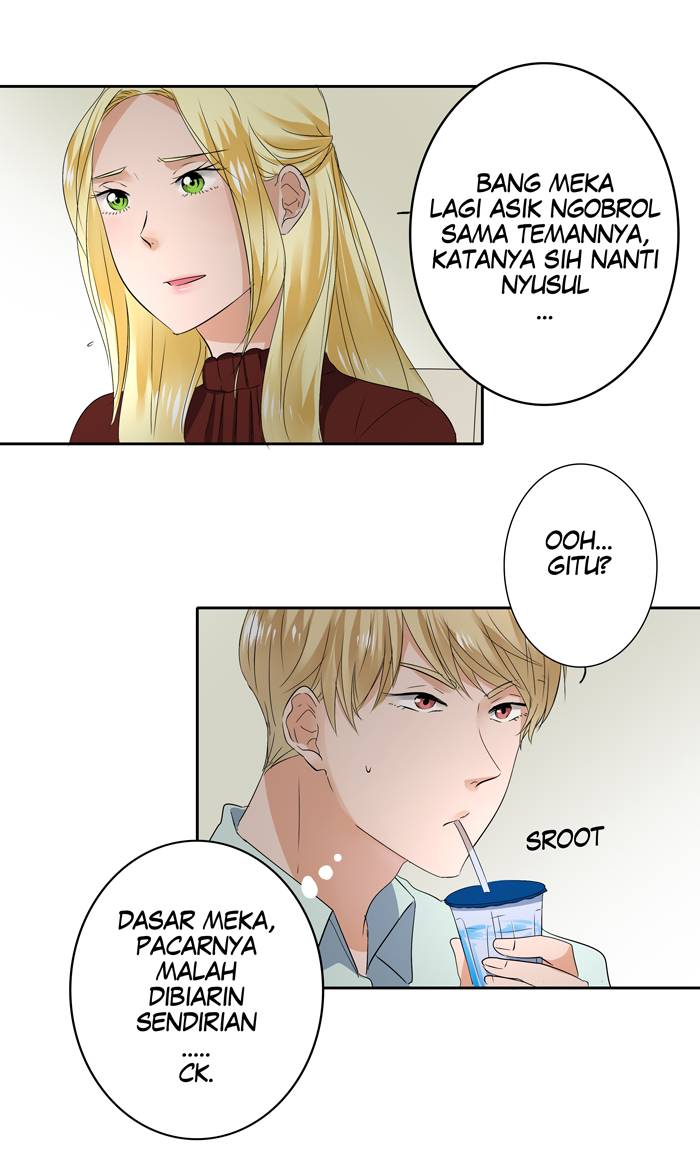 BANG MEKA
LAGI ASIK NGOBROL
SAMA TEMANNYA,
KATANYA SIH NANTI
NYUSUL
...
OOH...
GITU?
SROOT
DASAR MEKA,
PACARNYA
MALAH
DIBIARIN
SENDIRIAN
.....
CK.